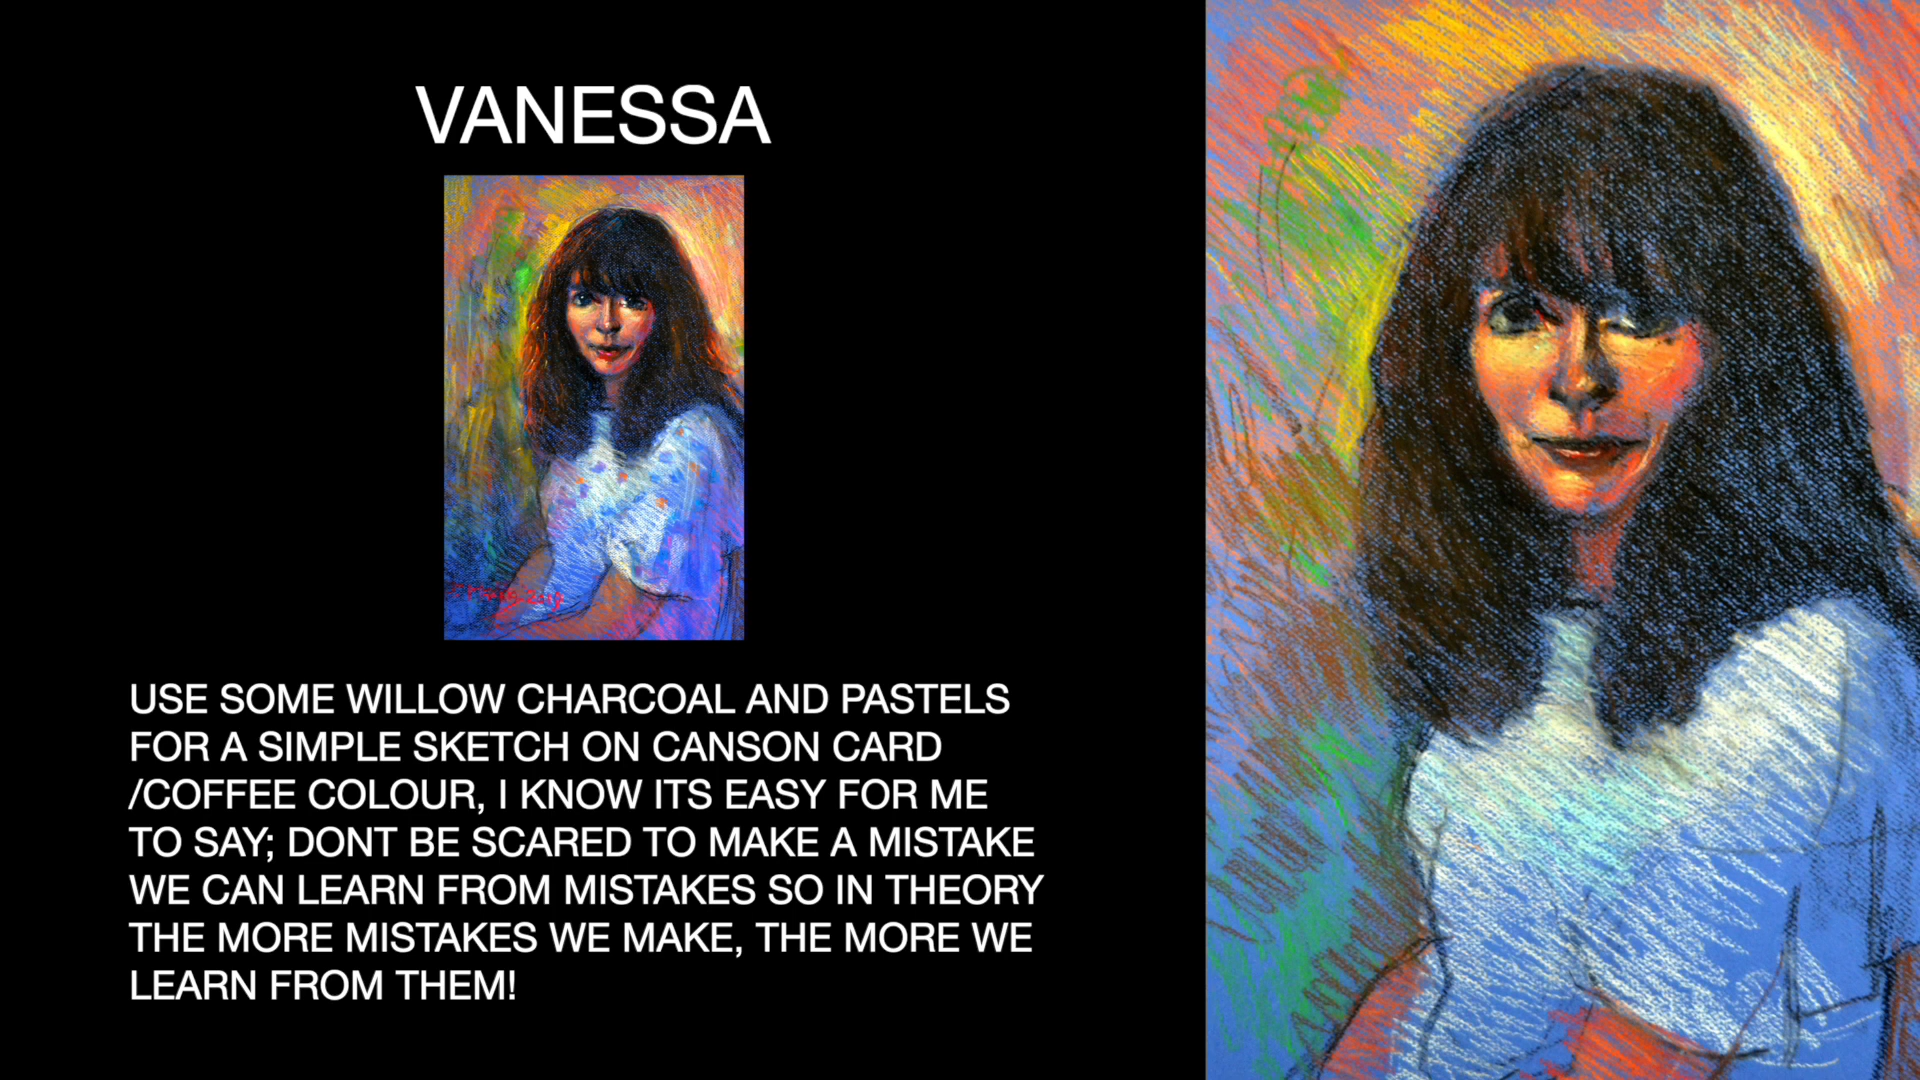 VANESSA
USE SOME WILLOW CHARCOAL AND PASTELS
FOR A SIMPLE SKETCH ON CANSON CARD
/COFFEE COLOUR, I KNOW ITS EASY FOR ME
TO SAY; DONT BE SCARED TO MAKE A MISTAKE
WE CAN LEARN FROM MISTAKES SO IN THEORY
THE MORE MISTAKES WE MAKE, THE MORE WE
LEARN FROM THEM!